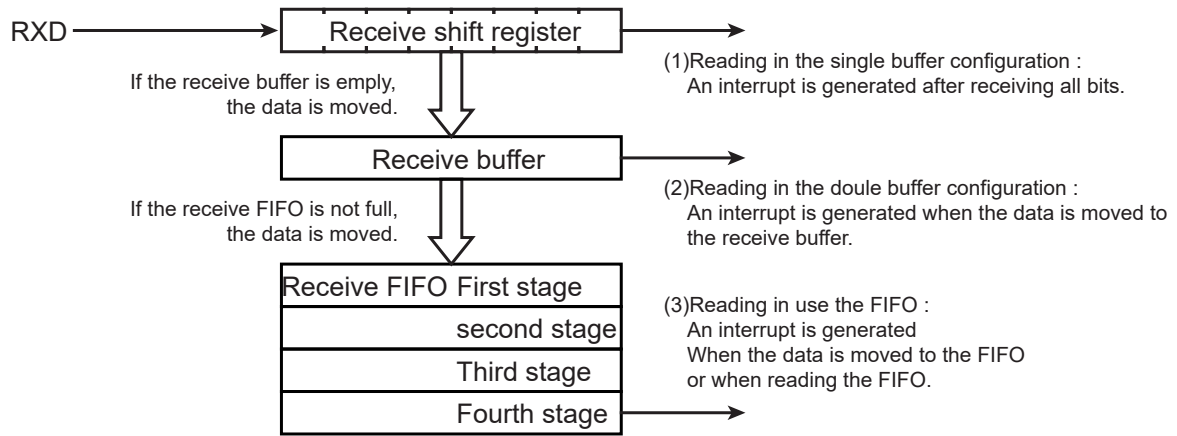 RXD
Receive shift register
(1)Reading in the single buffer configuration :
An interrupt is generated after receiving all bits.
If the receive buffer is emply,
the data is moved.
Receive buffer
(2)Reading in the doule buffer configuration :
An interrupt is generated when the data is moved to
the receive buffer.
If the receive FIFO is not full,
the data is moved.
Receive FIFO First stage
second stage
Third stage
Fourth stage
(3)Reading in use the FIFO :
An interrupt is generated
When the data is moved to the FIFO
or when reading the FIFO.